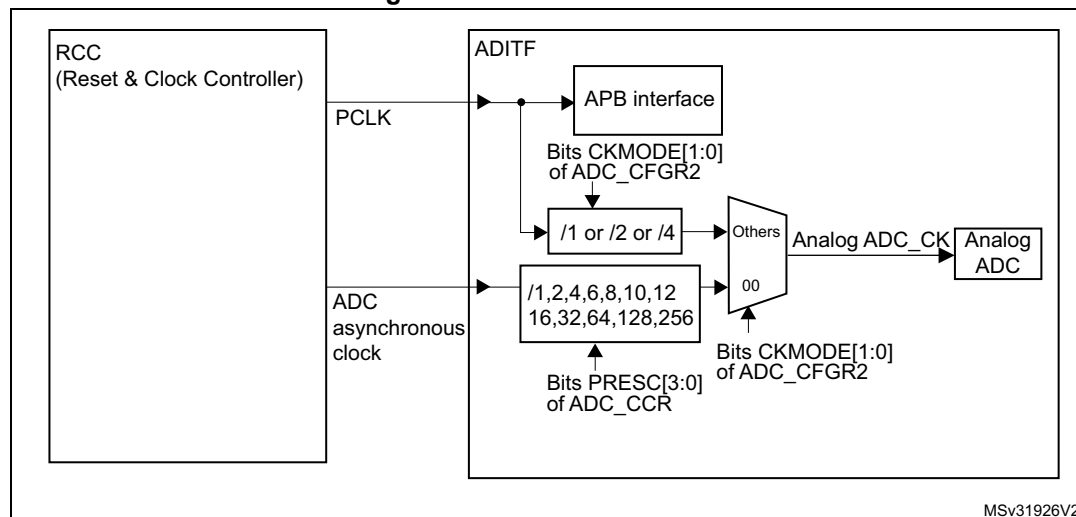 RCC
(Reset & Clock Controller)
ADITF
APB interface
PCLK
Bits CKMODE[1:0]
of ADC_CFGR2
/1 or /2 or /4
Others
Analog ADC_CK
Analog
ADC
00
/1,2,4,6,8,10,12
16,32,64,128,256
ADC
asynchronous
clock
Bits CKMODE[1:0]
of ADC_CFGR2
Bits PRESC[3:0]
of ADC_CCR
MSv31926V2